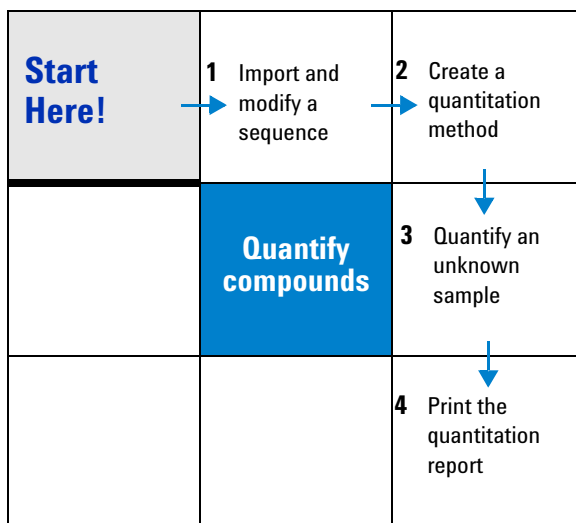 Start
Here!
1 Import and
modify a
sequence
2 Create a
quantitation
method
Quantify
compounds
3 Quantify an
unknown
sample
4 Print the
quantitation
report